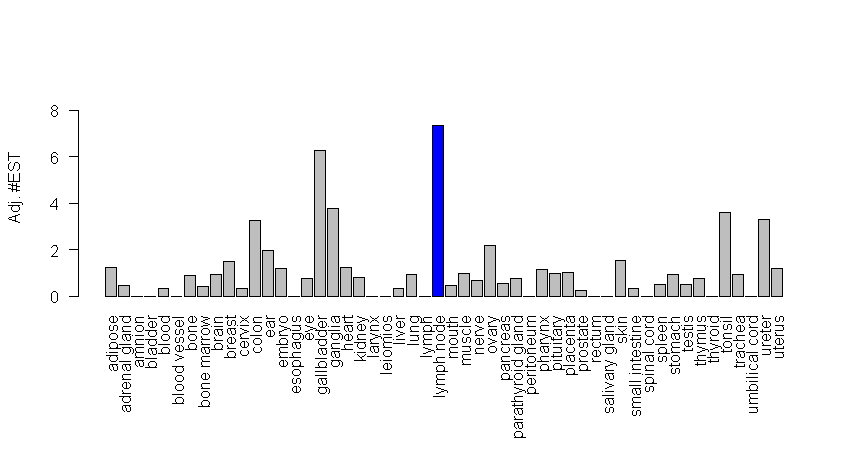 Adj. #EST
8
6
4
2
0
adipose
adrenal gland
amnion
bladder
blood
blood vessel
bone
bone marrow
brain
breast
cervix
colon
ear
embryo
esophagus
eye
gallbladder
ganglia
heart
kidney
larynx
leiomios
liver
lung
lymph
lymph node
mouth
muscle
nerve
ovary
pancreas
parathyroid gland
peritoneum
pharynx
pituitary
placenta
prostate
rectum
salivary gland
skin
small intestine
spinal cord
spleen
stomach
testis
thymus
thyroid
tonsil
trachea
umbilical cord
ureter
uterus